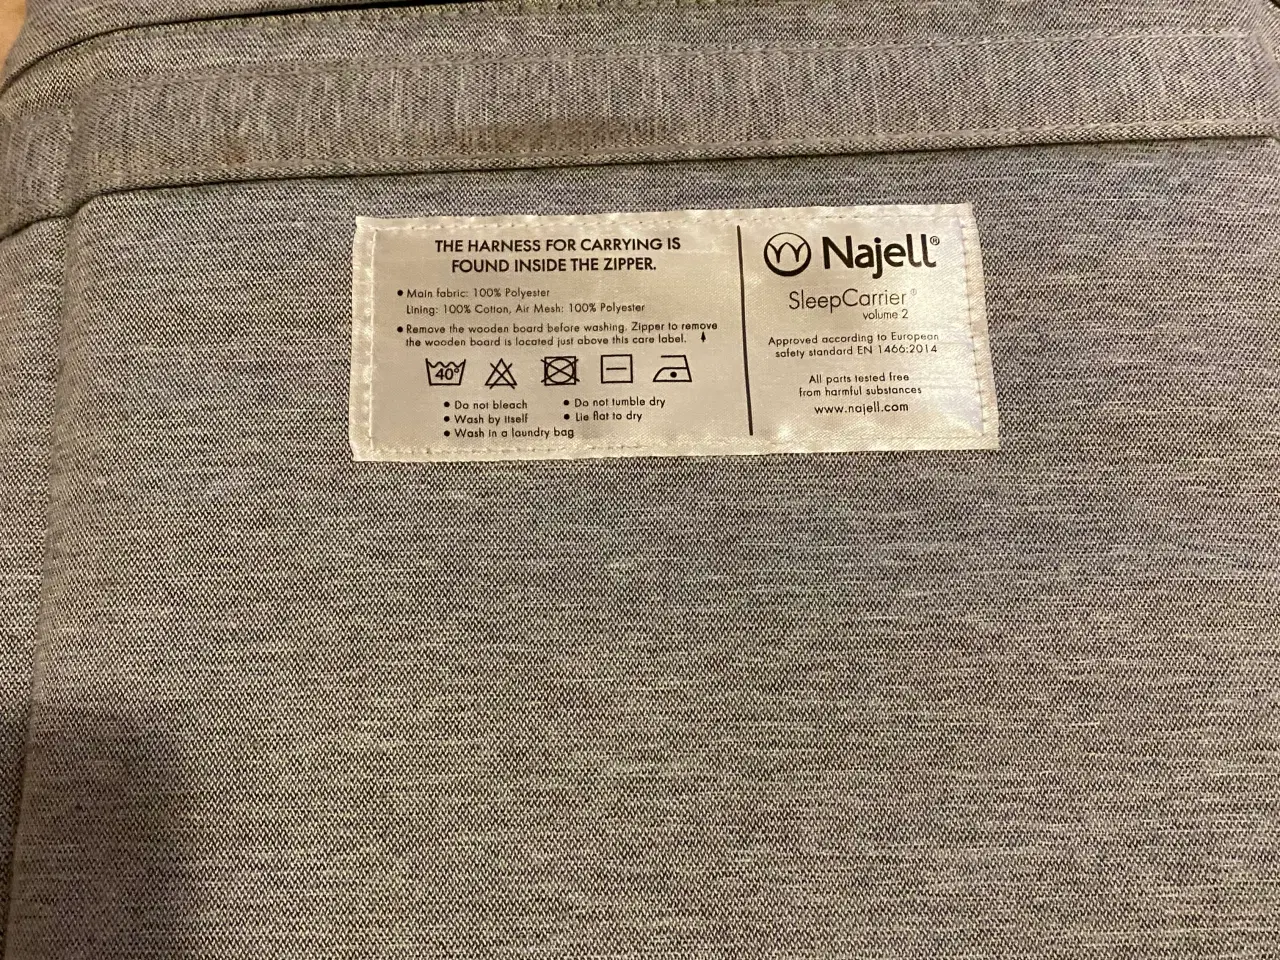 THE HARNESS FOR CARRYING IS
FOUND INSIDE THE ZIPPER.
• Main fabric: 100% Polyester
Lining: 100% Cotton, Air Mesh: 100% Polyester
• Remove the wooden board before washing. Zipper to remove
the wooden board is located just above this care label.
40°
• Do not bleach
• Wash by itself
• Wash in a laundry bag
• Do not tumble dry
• Lie flat to dry
Najell®
SleepCarrier®
volume 2
Approved according to European
safety standard EN 1466:2014
All parts tested free
from harmful substances
www.najell.com